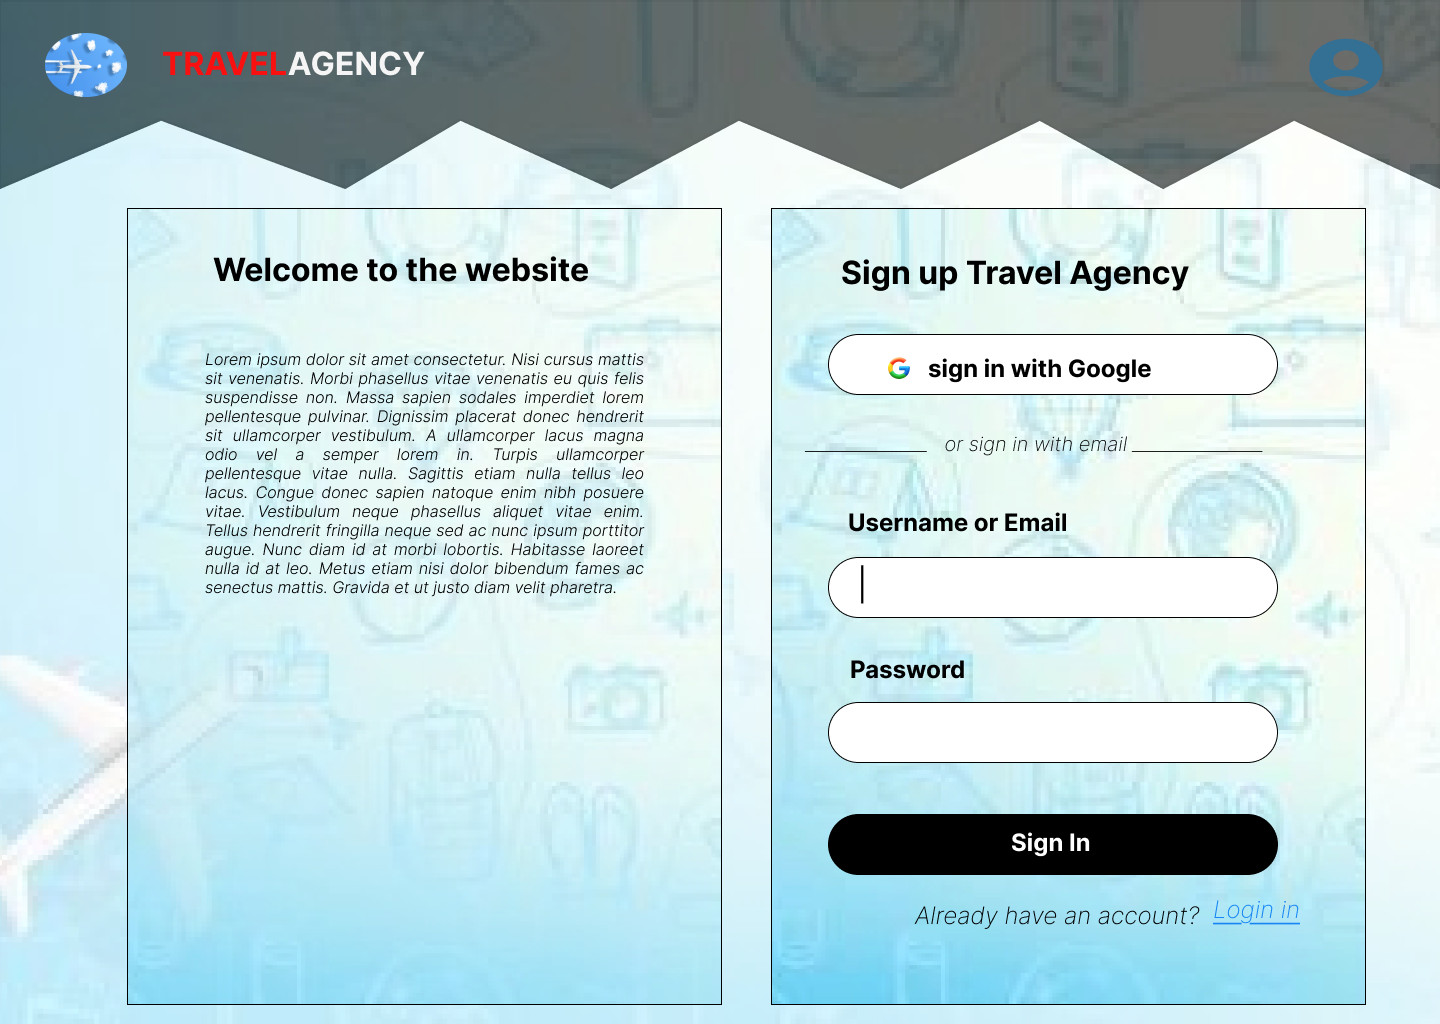 TRAVELAGENCY
Welcome to the website
Lorem ipsum dolor sit amet consectetur. Nisi cursus mattis
sit venenatis. Morbi phasellus vitae venenatis eu quis felis
suspendisse non. Massa sapien sodales imperdiet lorem
pellentesque pulvinar. Dignissim placerat donec hendrerit
sit ullamcorper vestibulum. A ullamcorper lacus magna
odio vel a semper lorem in. Turpis ullamcorper
pellentesque vitae nulla. Sagittis etiam nulla tellus leo
lacus. Congue donec sapien natoque enim nibh posuere
vitae. Vestibulum neque phasellus aliquet vitae enim.
Tellus hendrerit fringilla neque sed ac nunc ipsum porttitor
augue. Nunc diam id at morbi lobortis. Habitasse laoreet
nulla id at leo. Metus etiam nisi dolor bibendum fames ac
senectus mattis. Gravida et ut justo diam velit pharetra.
Sign up Travel Agency
sign in with Google
or sign in with email
Username or Email
Password
Sign In
Already have an account? Login in